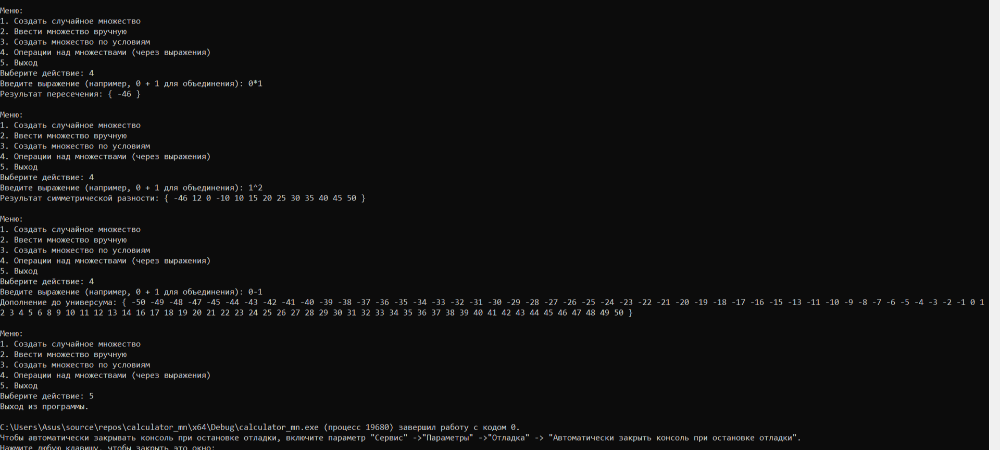 Меню:
1. Создать случайное множество
2. Ввести множество вручную
3. Создать множество по условиям
4. Операции над множествами (через выражения)
5. Выход
Выберите действие: 4
Введите выражение (например, 0 + 1 для объединения): 0*1
Результат пересечения: { -46 }
Меню:
1. Создать случайное множество
2. Ввести множество вручную
3. Создать множество по условиям
4. Операции над множествами (через выражения)
5. Выход
Выберите действие: 4
Введите выражение (например, 0 + 1 для объединения): 1^2
Результат симметрической разности: { -46 12 0 -10 10 15 20 25 30 35 40 45 50 }
Меню:
1. Создать случайное множество
2. Ввести множество вручную
3. Создать множество по условиям
4. Операции над множествами (через выражения)
5. Выход
Выберите действие: 4
Введите выражение (например, 0 + 1 для объединения): 0-1
Дополнение до универсума: { -50 -49 -48 -47 -45 -44 -43 -42 -41 -40 -39 -38 -37 -36 -35 -34 -33 -32 -31 -30 -29 -28 -27 -26 -25 -24 -23 -22 -21 -20 -19 -18 -17 -16 -15 -13 -11 -10 -9 -8 -7 -6 -5 -4 -3 -2 -1 0 1
2 3 4 5 6 8 9 10 11 12 13 14 16 17 18 19 20 21 22 23 24 25 26 27 28 29 30 31 32 33 34 35 36 37 38 39 40 41 42 43 44 45 46 47 48 49 50 }
Меню:
1. Создать случайное множество
2. Ввести множество вручную
3. Создать множество по условиям
4. Операции над множествами (через выражения)
5. Выход
Выберите действие: 5
Выход из программы.
C:\Users\Asus\source\repos\calculator_mn\x64\Debug\calculator_mn.exe (процесс 19680) завершил работу с кодом 0.
Чтобы автоматически закрывать консоль при остановке отладки, включите параметр "Сервис" ->"Параметры" ->"Отладка" -> "Автоматически закрыть консоль при остановке отладки".
Нажмите любую клавишу, чтобы закрыть это окно: